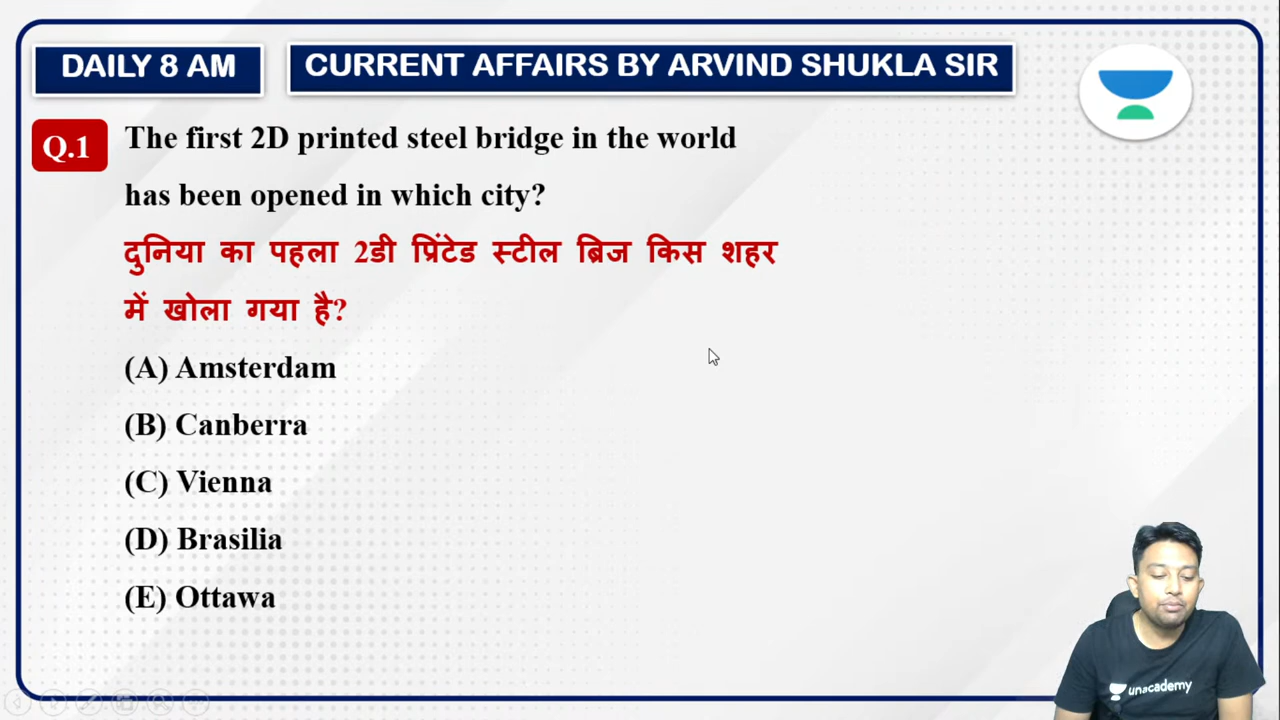 DAILY 8 AM
CURRENT AFFAIRS BY ARVIND SHUKLA SIR
Q.1
The first 2D printed steel bridge in the world
has been opened in which city?
दुनिया का पहला 2डी प्रिंटेड स्टील ब्रिज किस शहर
में खोला गया है?
(A) Amsterdam
(B) Canberra
(C) Vienna
(D) Brasilia
(E) Ottawa
unacademy